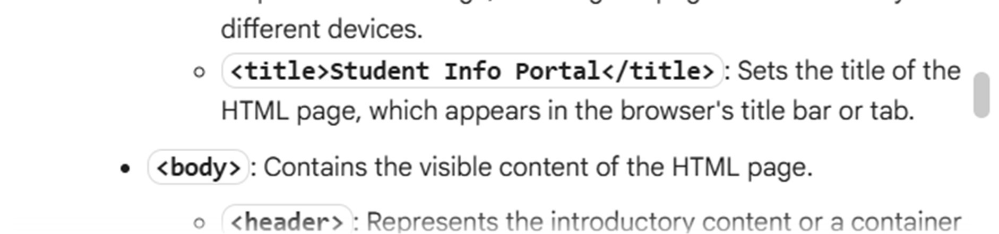 different devices.
<title>Student Info Portal</title>: Sets the title of the
HTML page, which appears in the browser's title bar or tab.
<body>: Contains the visible content of the HTML page.
<header>: Represents the introductory content or a container